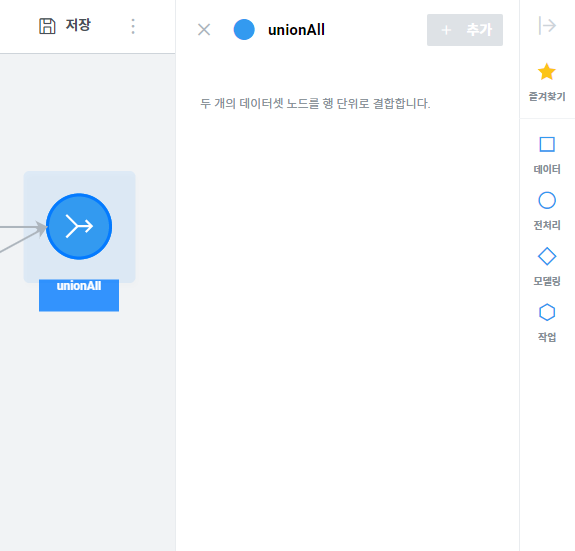 저장
unionAll
unionAll
추가
두 개의 데이터셋 노드를 행 단위로 결합합니다.
즐겨찾기
데이터
전처리
모델링
작업